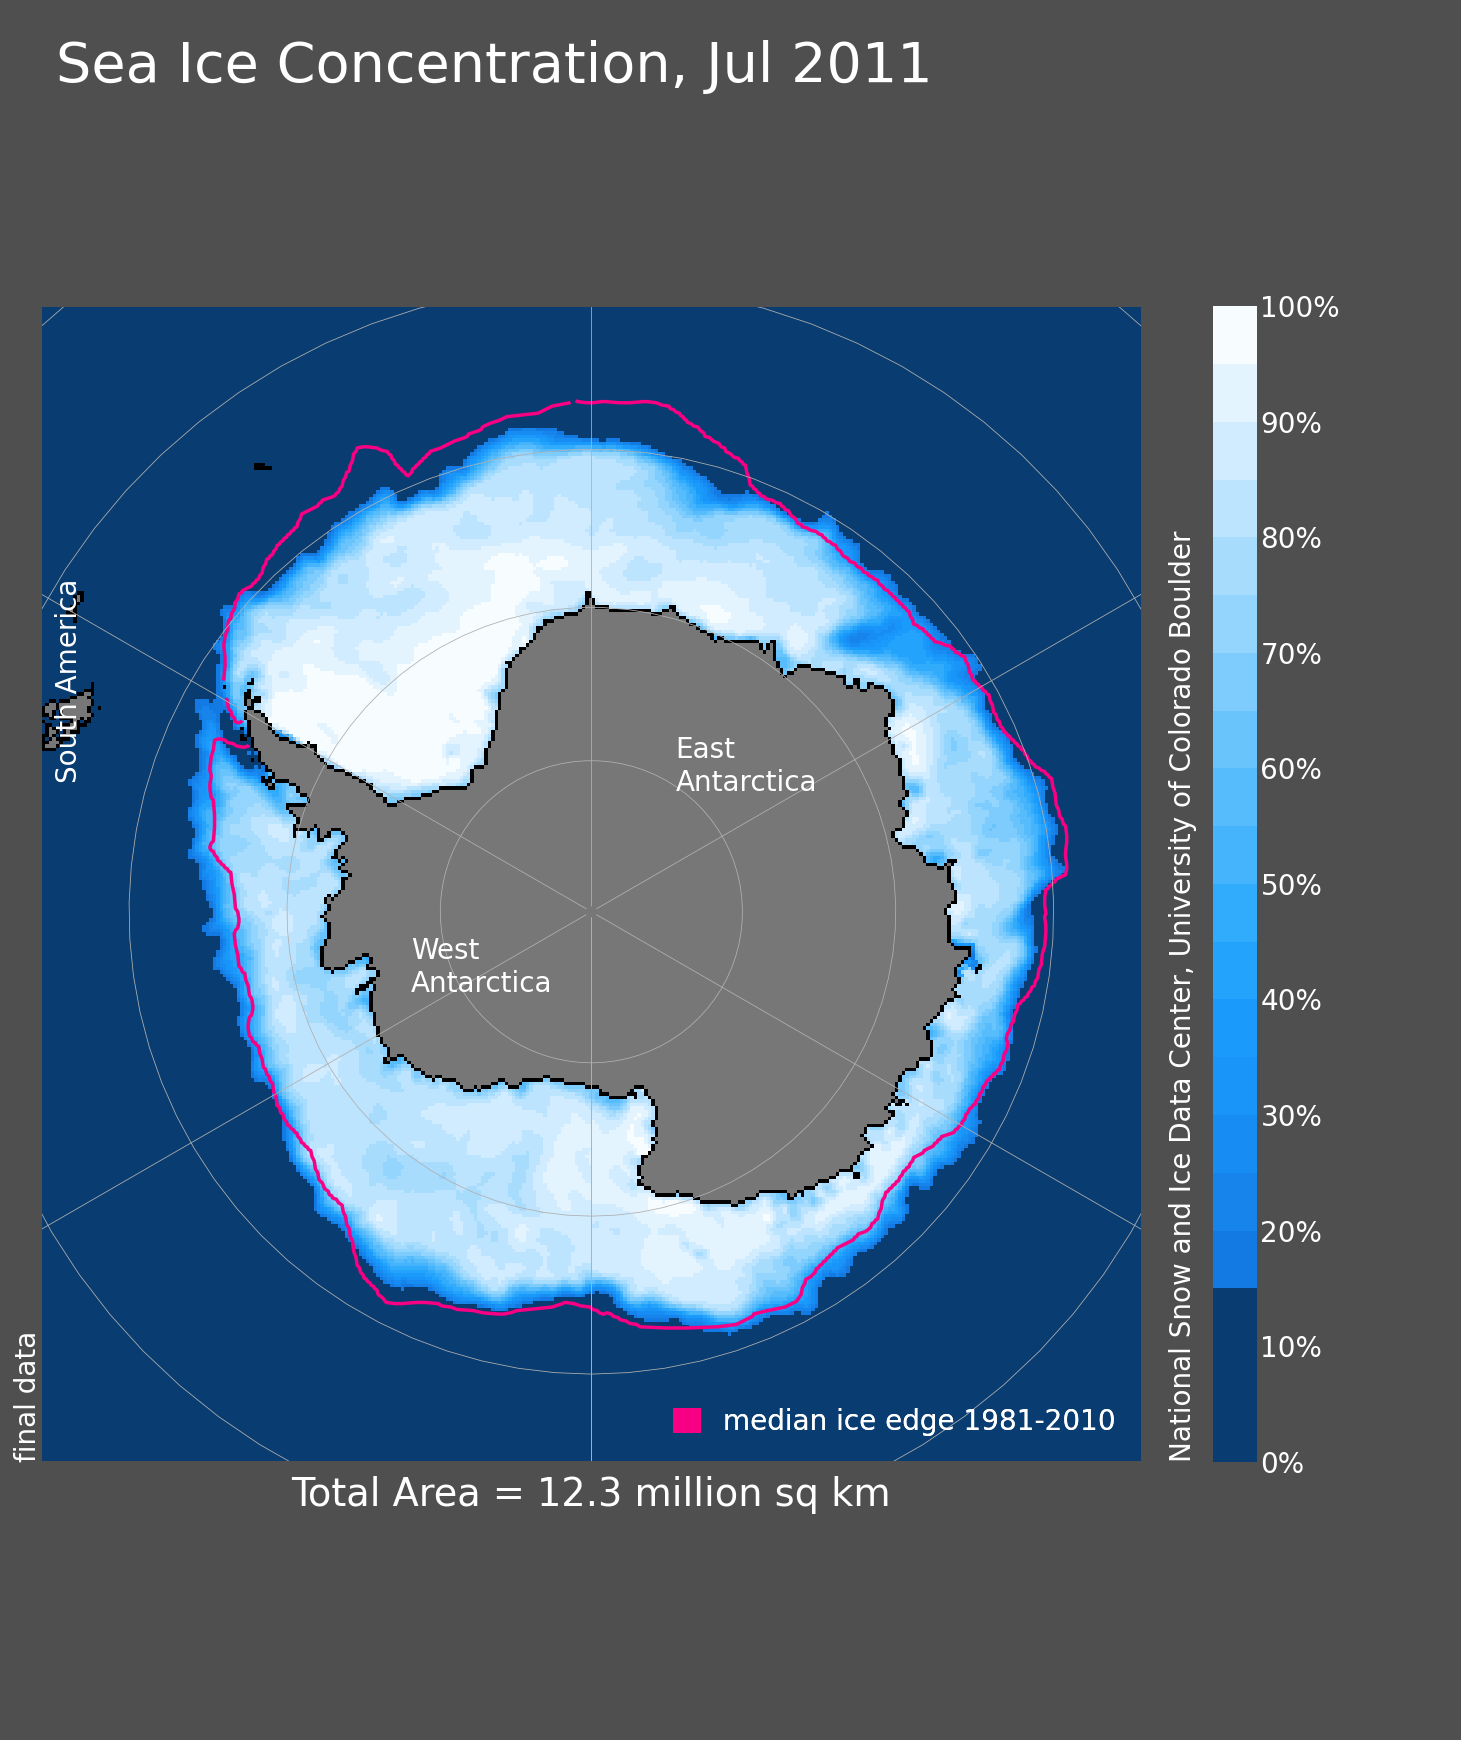 Sea Ice Concentration, Jul 2011
South America
East
Antarctica
West
Antarctica
median ice edge 1981-2010
final data
Total Area = 12.3 million sq km
National Snow and Ice Data Center, University of Colorado Boulder
100%
90%
80%
70%
60%
50%
40%
30%
20%
10%
0%